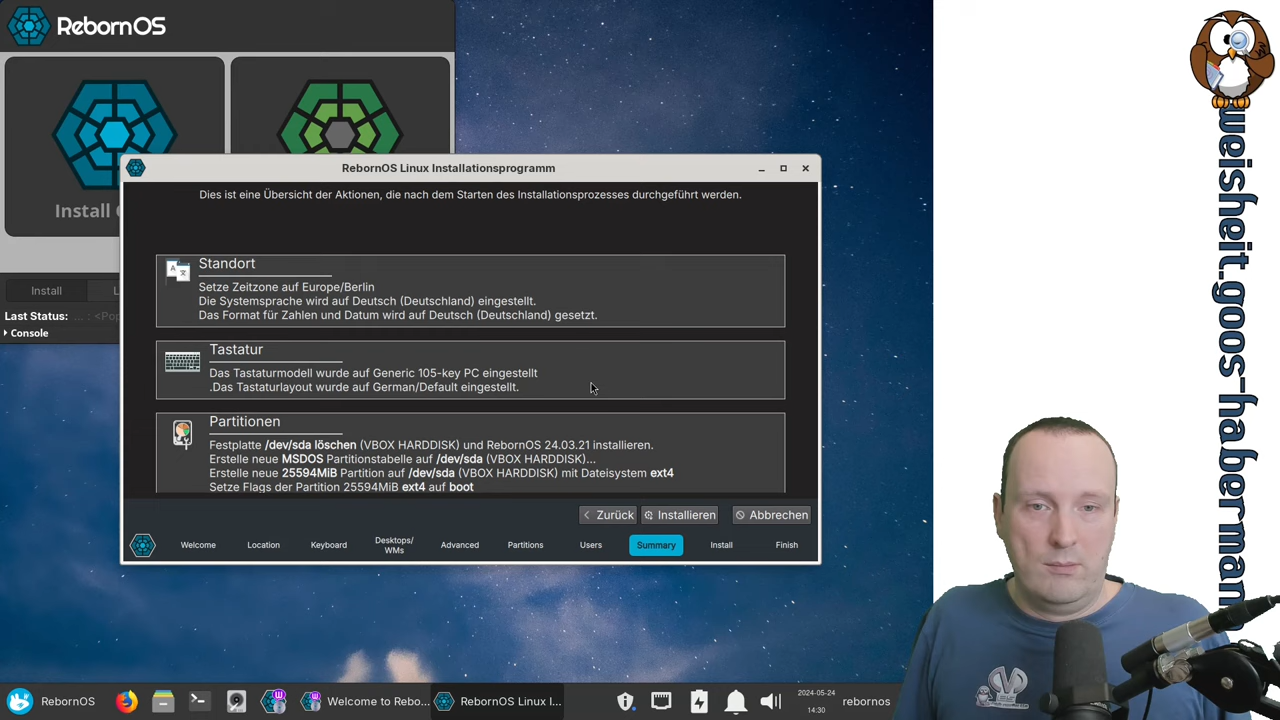 RebornOS
Install
RebornOS Linux Installationsprogramm
Dies ist eine Übersicht der Aktionen, die nach dem Starten des Installationsprozesses durchgeführt werden.
Standort
Setze Zeitzone auf Europe/Berlin
Die Systemsprache wird auf Deutsch (Deutschland) eingestellt.
Das Format für Zahlen und Datum wird auf Deutsch (Deutschland) gesetzt.
Tastatur
Das Tastaturmodell wurde auf Generic 105-key PC eingestellt
.Das Tastaturlayout wurde auf German/Default eingestellt.
Partitionen
Festplatte /dev/sda löschen (VBOX HARDDISK) und RebornOS 24.03.21 installieren.
Erstelle neue MSDOS Partitionstabelle auf /dev/sda (VBOX HARDDISK)...
Erstelle neue 25594MiB Partition auf /dev/sda (VBOX HARDDISK) mit Dateisystem ext4
Setze Flags der Partition 25594MiB ext4 auf boot
Zurück Installieren Abbrechen
Welcome Location Keyboard Desktops/
WMs Advanced Partitions Users Summary Install Finish
Install
Last Status: ... : <Po
Console
RebornOS Welcome to Rebo... RebornOS Linux I... 2024-05-24
14:30 rebornos